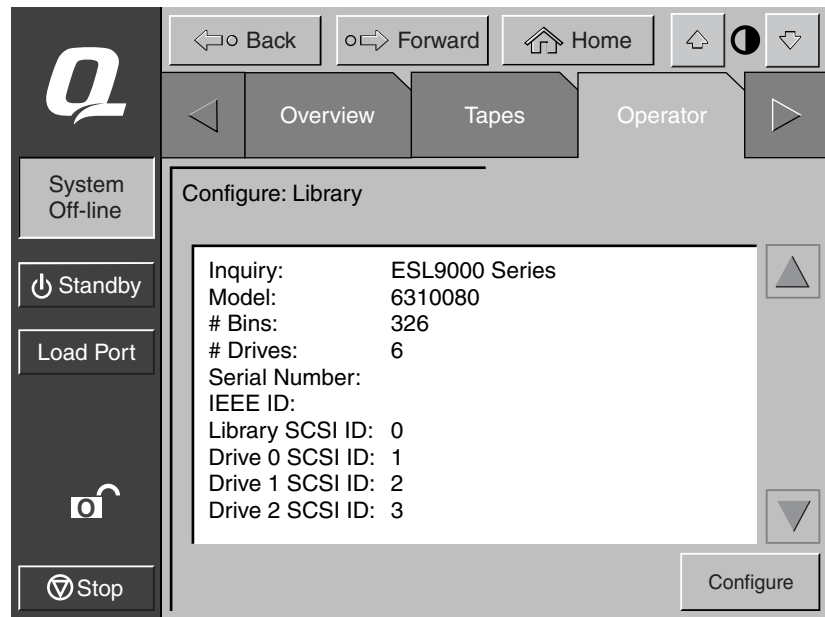 Q
Back
Forward
Home
Overview
Tapes
Operator
System
Off-line
Standby
Load Port
O
Stop
Configure: Library
Inquiry: ESL9000 Series
Model: 6310080
# Bins: 326
# Drives: 6
Serial Number:
IEEE ID:
Library SCSI ID: 0
Drive 0 SCSI ID: 1
Drive 1 SCSI ID: 2
Drive 2 SCSI ID: 3
Configure